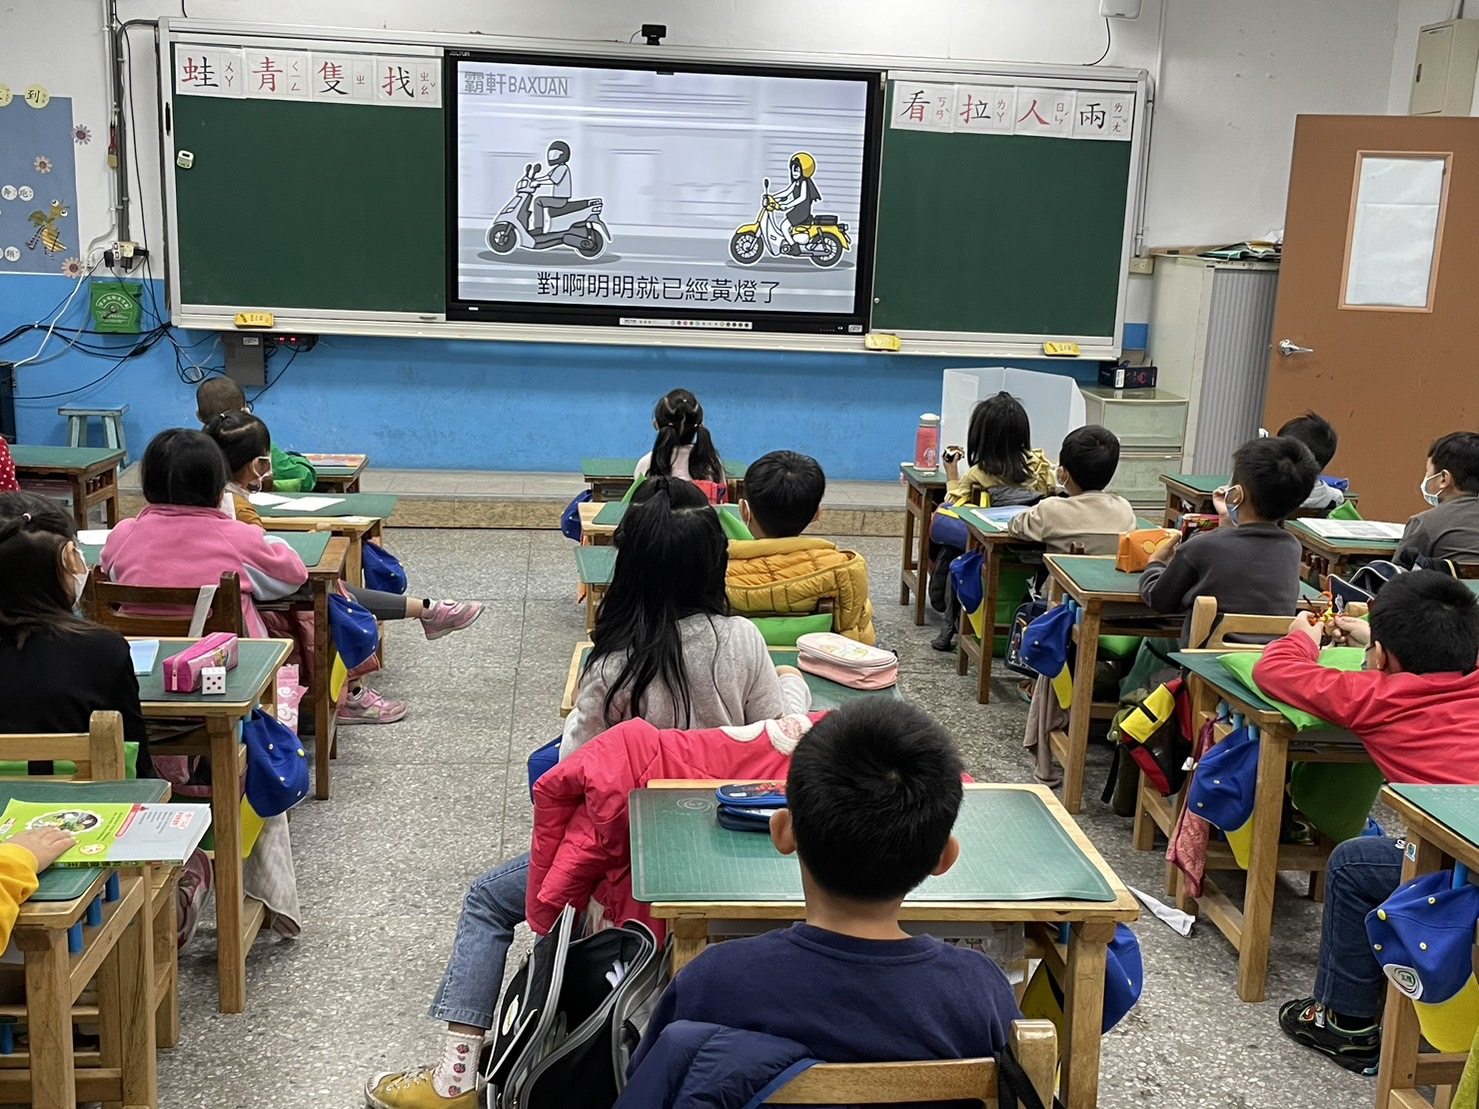 到
蛙 ㄨㄚ
青 ㄑㄧㄥ
隻 ㄓ
找 ㄓㄠˇ
霸軒BAXUAN
對啊明明就已經黃燈了
看 ㄎㄢˋ
拉 ㄌㄚ
人 ㄖㄣˊ
兩 ㄌㄧㄤˇ